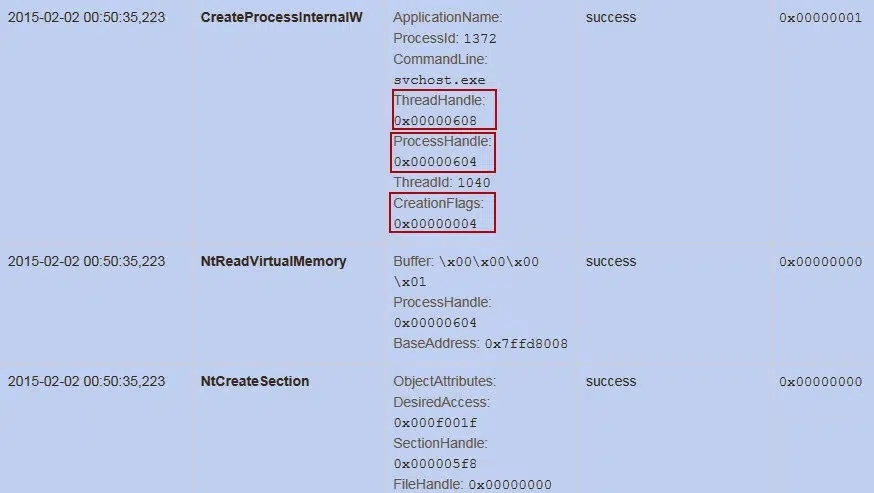 2015-02-02 00:50:35,223 CreateProcessInternalW ApplicationName: success 0x00000001
ProcessId: 1372
CommandLine:
svchost.exe
ThreadHandle:
0x00000608
ProcessHandle:
0x00000604
ThreadId: 1040
CreationFlags:
0x00000004
2015-02-02 00:50:35,223 NtReadVirtualMemory Buffer: \x00\x00\x00 success 0x00000000
\x01
ProcessHandle:
0x00000604
BaseAddress: 0x7ffd8008
2015-02-02 00:50:35,223 NtCreateSection ObjectAttributes: success 0x00000000
DesiredAccess:
0x000f001f
SectionHandle:
0x000005f8
FileHandle: 0x00000000